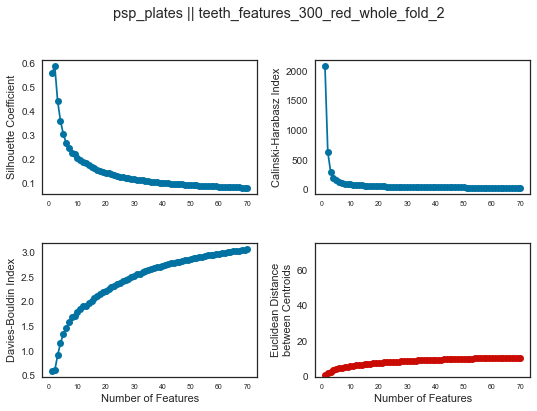 psp_plates || teeth_features_300_red_whole_fold_2
Silhouette Coefficient
0.6
0.5
0.4
0.3
0.2
0.1
0 10 20 30 40 50 60 70
Calinski-Harabasz Index
2000
1500
1000
500
0
0 10 20 30 40 50 60 70
Davies-Bouldin Index
3.0
2.5
2.0
1.5
1.0
0.5
0 10 20 30 40 50 60 70
Number of Features
Euclidean Distance
between Centroids
60
40
20
0
0 10 20 30 40 50 60 70
Number of Features